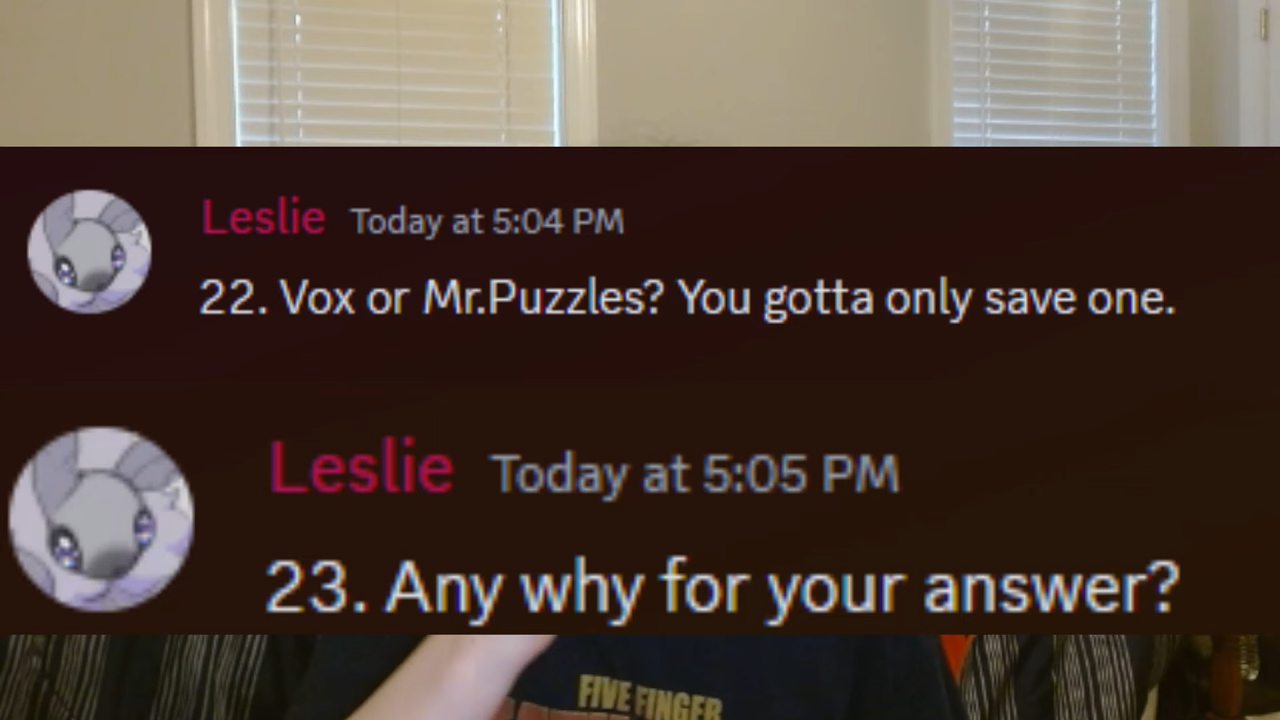 Leslie Today at 5:04 PM
22. Vox or Mr.Puzzles? You gotta only save one.
Leslie Today at 5:05 PM
23. Any why for your answer?
FIVE FINGER